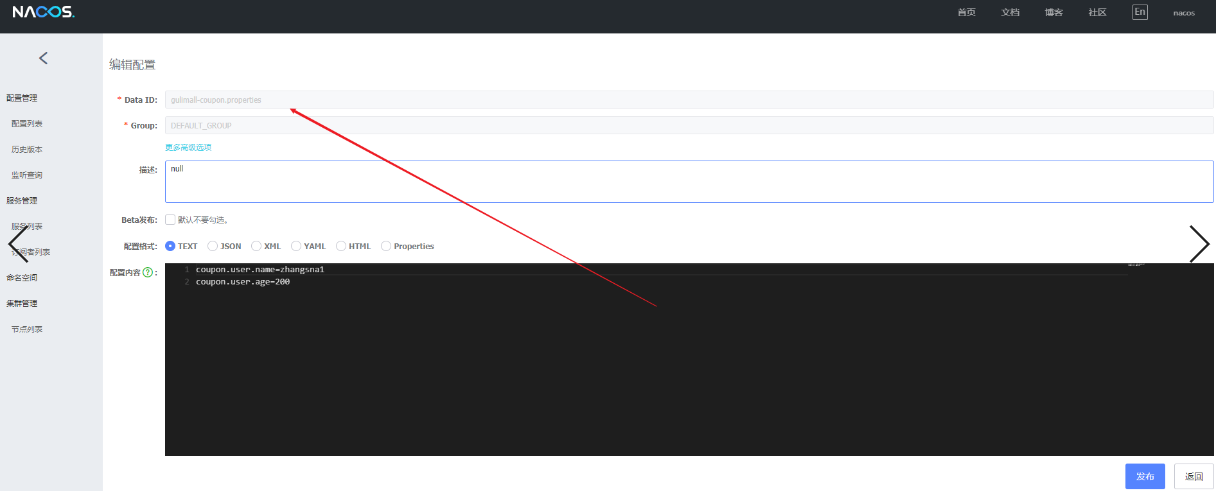 NACOS.
首页 文档 博客 社区 En nacos
配置管理
配置列表
历史版本
监听查询
服务管理
服务列表
订阅者列表
命名空间
集群管理
节点列表
编辑配置
* Data ID: gulimall-coupon.properties
* Group: DEFAULT_GROUP
更多高级选项
描述: null
Beta发布: 默认不要勾选。
配置格式: TEXT JSON XML YAML HTML Properties
配置内容 ? :
1 coupon.user.name=zhangsna1
2 coupon.user.age=200
发布 返回